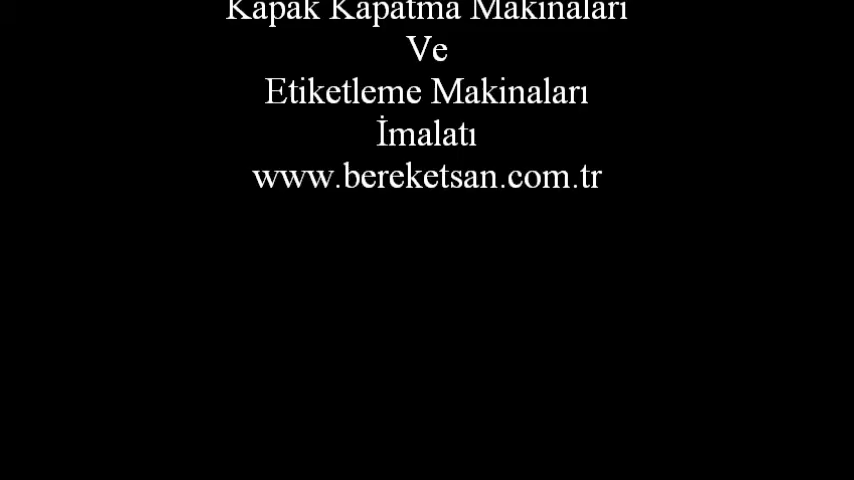 Kapak Kapatma Makinaları
Ve
Etiketleme Makinaları
İmalatı
www.bereketsan.com.tr